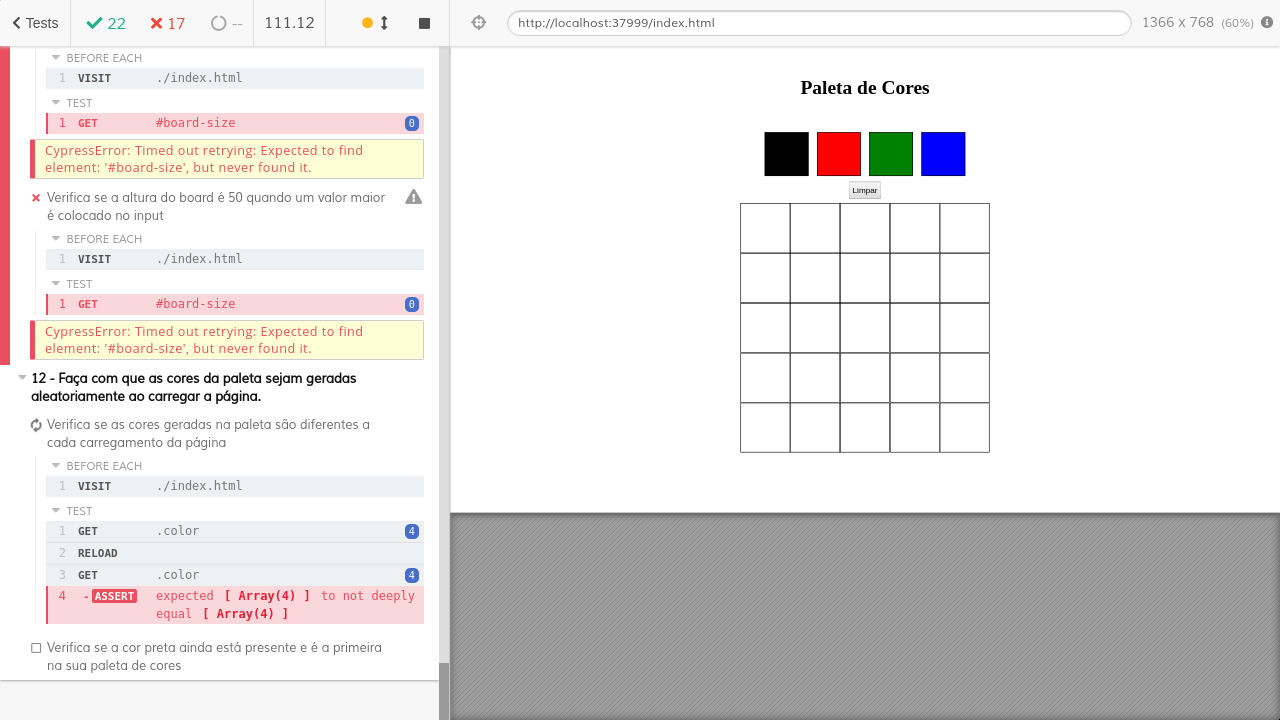 Tests
22
17
--
111.12
http://localhost:37999/index.html
1366 x 768 (60%)
BEFORE EACH
1 VISIT ./index.html
TEST
1 GET #board-size 0
CypressError: Timed out retrying: Expected to find
element: '#board-size', but never found it.
Verifica se a altura do board é 50 quando um valor maior
é colocado no input
BEFORE EACH
1 VISIT ./index.html
TEST
1 GET #board-size 0
CypressError: Timed out retrying: Expected to find
element: '#board-size', but never found it.
12 - Faça com que as cores da paleta sejam geradas
aleatoriamente ao carregar a página.
Verifica se as cores geradas na paleta são diferentes a
cada carregamento da página
BEFORE EACH
1 VISIT ./index.html
TEST
1 GET .color 4
2 RELOAD
3 GET .color 4
4 -ASSERT expected [ Array(4) ] to not deeply
equal [ Array(4) ]
Verifica se a cor preta ainda está presente e é a primeira
na sua paleta de cores
Paleta de Cores
Limpar